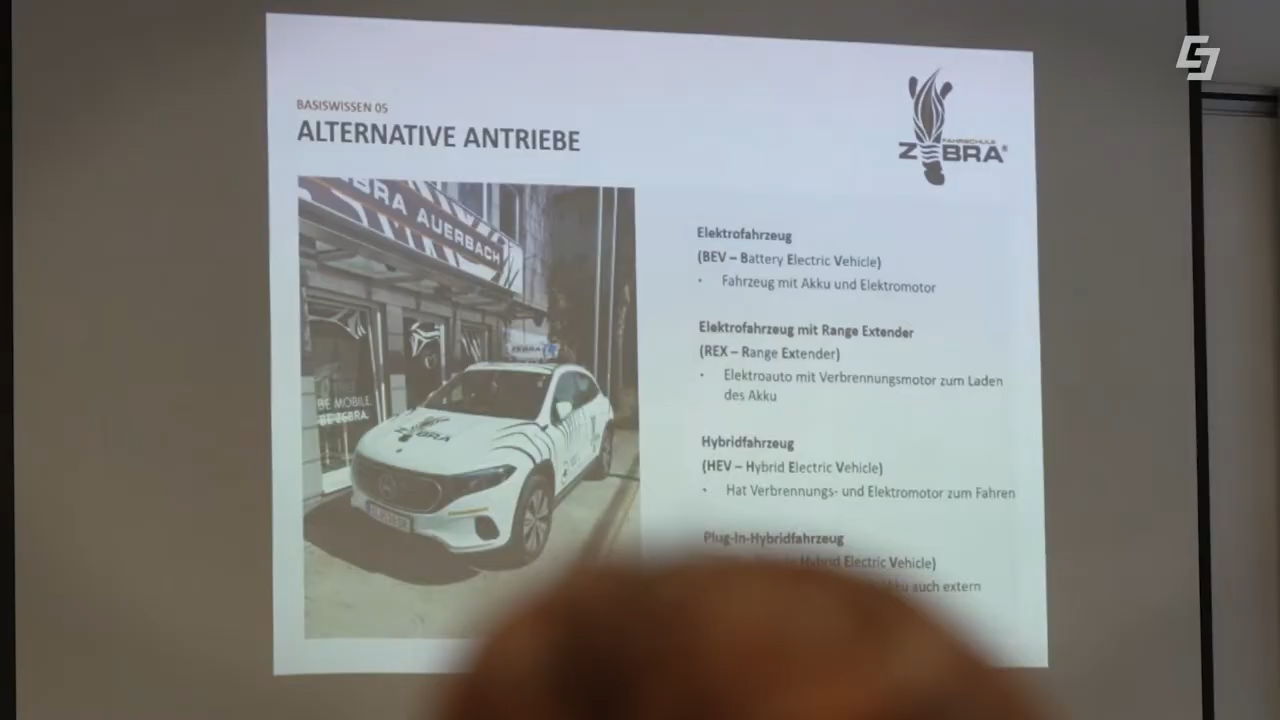 BASISWISSEN 05
ALTERNATIVE ANTRIEBE
FAHRSCHULE
ZEBRA®
BRA AUERBACH
ZEBRA
BE MOBILE.
BE ZEBRA.
ZEBRA
Elektrofahrzeug
(BEV – Battery Electric Vehicle)
• Fahrzeug mit Akku und Elektromotor
Elektrofahrzeug mit Range Extender
(REX – Range Extender)
• Elektroauto mit Verbrennungsmotor zum Laden
des Akku
Hybridfahrzeug
(HEV – Hybrid Electric Vehicle)
• Hat Verbrennungs- und Elektromotor zum Fahren
Plug-In-Hybridfahrzeug
Hybrid Electric Vehicle)
auch extern